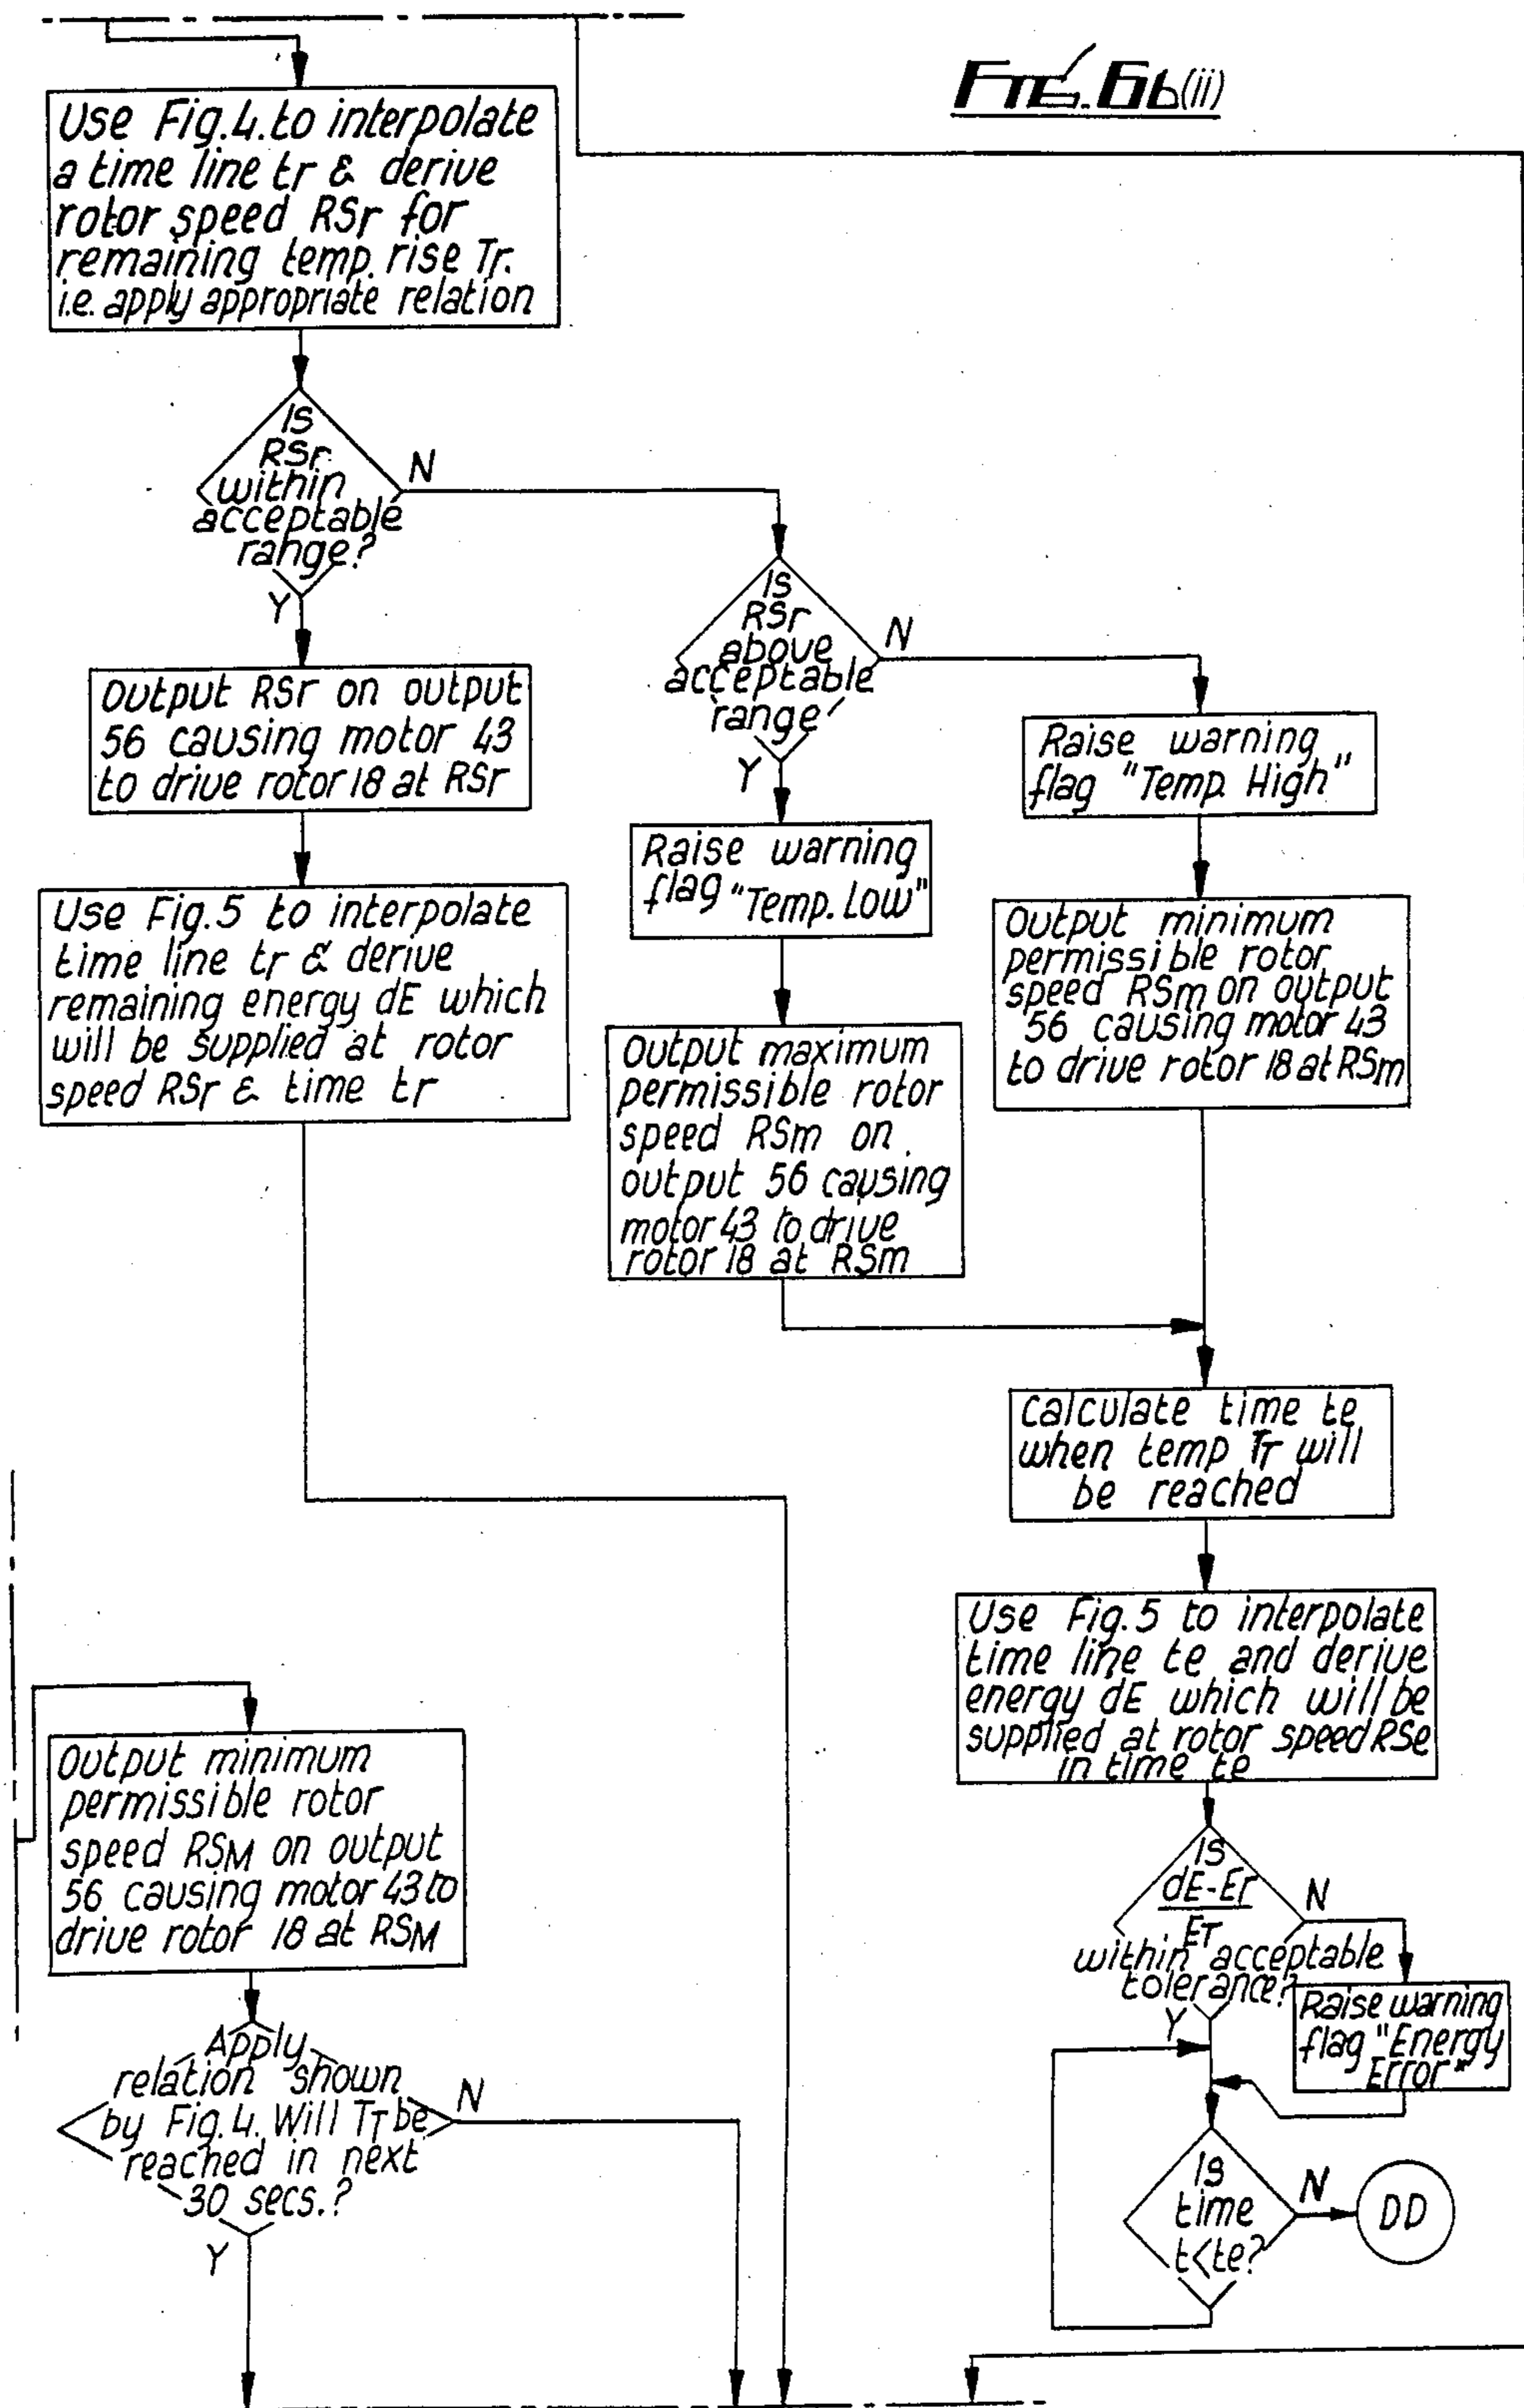 FIG. 6b(ii)
Use Fig.4.to interpolate
a time line tr & derive
rotor speed RSr for
remaining temp. rise Tr.
i.e. apply appropriate relation
Is
RSr
within
acceptable
range?
N
Y
Is
RSr
above
acceptable
range?
N
Y
Output RSr on output
56 causing motor 43
to drive rotor 18 at RSr
Raise warning
flag "Temp. High"
Raise warning
flag "Temp. Low"
Use Fig.5 to interpolate
time line tr & derive
remaining energy dE which
will be supplied at rotor
speed RSr & time tr
Output minimum
permissible rotor
speed RSm on output
56 causing motor 43
to drive rotor 18 at RSm
Output maximum
permissible rotor
speed RSm on
output 56 causing
motor 43 to drive
rotor 18 at RSm
Calculate time te
when temp TT will
be reached
Use Fig.5 to interpolate
time line te and derive
energy dE which will be
supplied at rotor speed RSe
in time te
Output minimum
permissible rotor
speed RSM on output
56 causing motor 43 to
drive rotor 18 at RSM
Is
dE-Er
ET
within acceptable
tolerance?
N
Y
Raise warning
flag "Energy
Error"
Apply
relation shown
by Fig.4. Will TT be
reached in next
30 secs.?
N
Y
Is
time
t<te?
N
DD